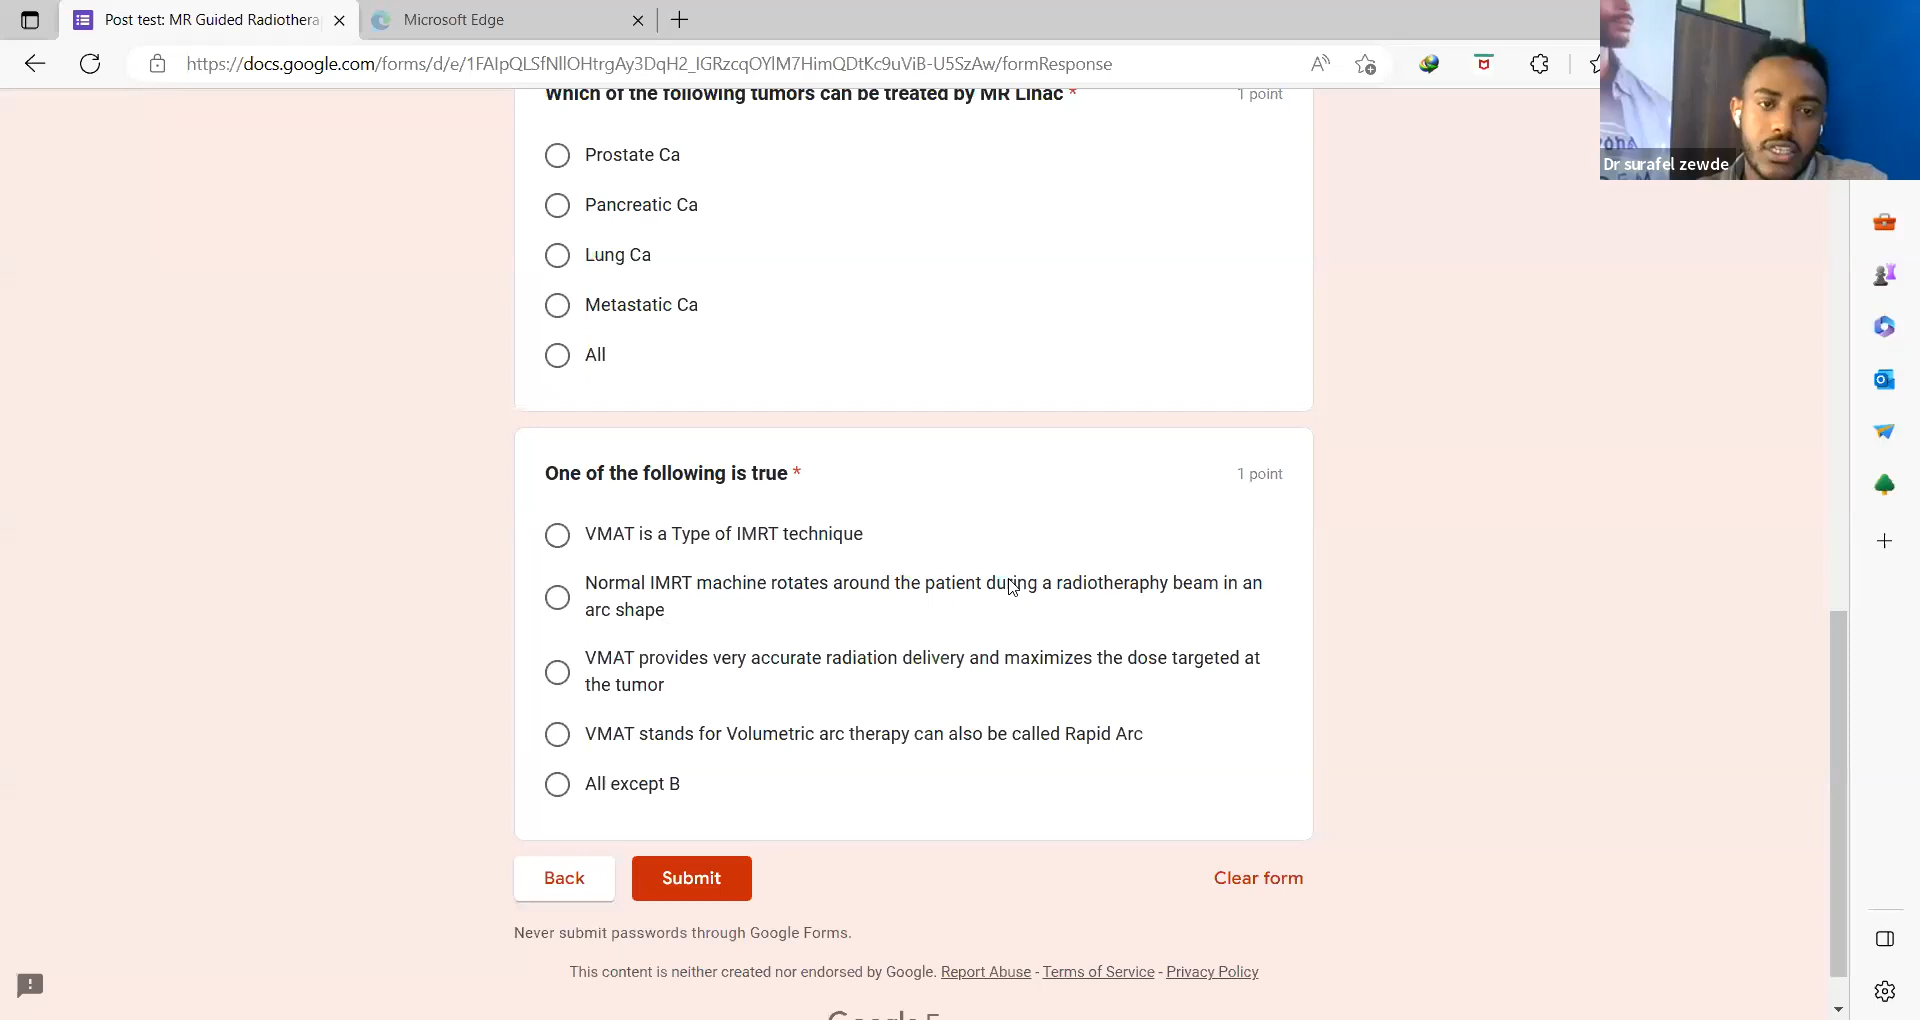 Post test: MR Guided Radiothera
Microsoft Edge
https://docs.google.com/forms/d/e/1FAIpQLSfNIlOHtrgAy3DqH2_IGRzcqOYlM7HimQDtKc9uViB-U5SzAw/formResponse
Dr surafel zewde
Which of the following tumors can be treated by MR Linac *
1 point
Prostate Ca
Pancreatic Ca
Lung Ca
Metastatic Ca
All
One of the following is true *
1 point
VMAT is a Type of IMRT technique
Normal IMRT machine rotates around the patient during a radiotheraphy beam in an
arc shape
VMAT provides very accurate radiation delivery and maximizes the dose targeted at
the tumor
VMAT stands for Volumetric arc therapy can also be called Rapid Arc
All except B
Back
Submit
Clear form
Never submit passwords through Google Forms.
This content is neither created nor endorsed by Google. Report Abuse - Terms of Service - Privacy Policy